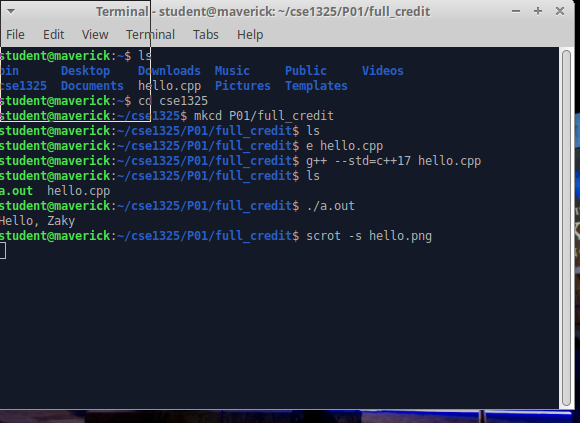 Terminal - student@maverick: ~/cse1325/P01/full_credit
File Edit View Terminal Tabs Help
student@maverick:~$ ls
bin Desktop Downloads Music Public Videos
cse1325 Documents hello.cpp Pictures Templates
student@maverick:~$ cd cse1325
student@maverick:~/cse1325$ mkcd P01/full_credit
student@maverick:~/cse1325/P01/full_credit$ ls
student@maverick:~/cse1325/P01/full_credit$ e hello.cpp
student@maverick:~/cse1325/P01/full_credit$ g++ --std=c++17 hello.cpp
student@maverick:~/cse1325/P01/full_credit$ ls
a.out hello.cpp
student@maverick:~/cse1325/P01/full_credit$ ./a.out
Hello, Zaky
student@maverick:~/cse1325/P01/full_credit$ scrot -s hello.png